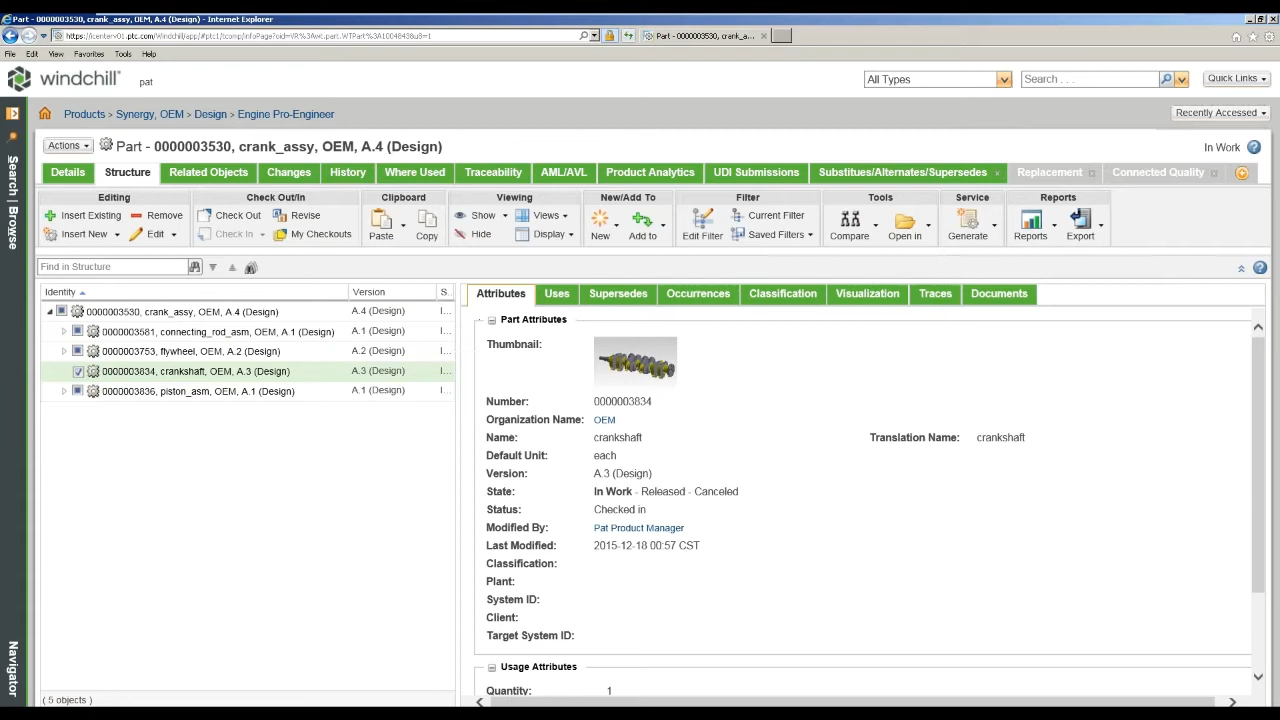 Part - 0000003530, crank_assy, OEM, A.4 (Design) - Internet Explorer
Part - 0000003530, crank_assy, OEM, A...
File Edit View Favorites Tools Help
windchill® pat All Types Search . . . Quick Links
Products > Synergy, OEM > Design > Engine Pro-Engineer Recently Accessed
Actions Part - 0000003530, crank_assy, OEM, A.4 (Design) In Work
Details Structure Related Objects Changes History Where Used Traceability AML/AVL Product Analytics UDI Submissions Substitues/Alternates/Supersedes Replacement Connected Quality
Editing Check Out/In Clipboard Viewing New/Add To Filter Tools Service Reports
Insert Existing Remove Check Out Revise Show Views Current Filter
Insert New Edit Check In My Checkouts Paste Copy Hide Display New Add to Edit Filter Saved Filters Compare Open in Generate Reports Export
Find in Structure
Identity Version S...
Attributes Uses Supersedes Occurrences Classification Visualization Traces Documents
0000003530, crank_assy, OEM, A.4 (Design) A.4 (Design) I...
0000003581, connecting_rod_asm, OEM, A.1 (Design) A.1 (Design) I...
0000003753, flywheel, OEM, A.2 (Design) A.2 (Design) I...
0000003834, crankshaft, OEM, A.3 (Design) A.3 (Design) I...
0000003836, piston_asm, OEM, A.1 (Design) A.1 (Design) I...
Part Attributes
Thumbnail:
Number: 0000003834
Organization Name: OEM
Name: crankshaft Translation Name: crankshaft
Default Unit: each
Version: A.3 (Design)
State: In Work - Released - Canceled
Status: Checked in
Modified By: Pat Product Manager
Last Modified: 2015-12-18 00:57 CST
Classification:
Plant:
System ID:
Client:
Target System ID:
Usage Attributes
Quantity: 1
( 5 objects )
Search | Browse
Navigator